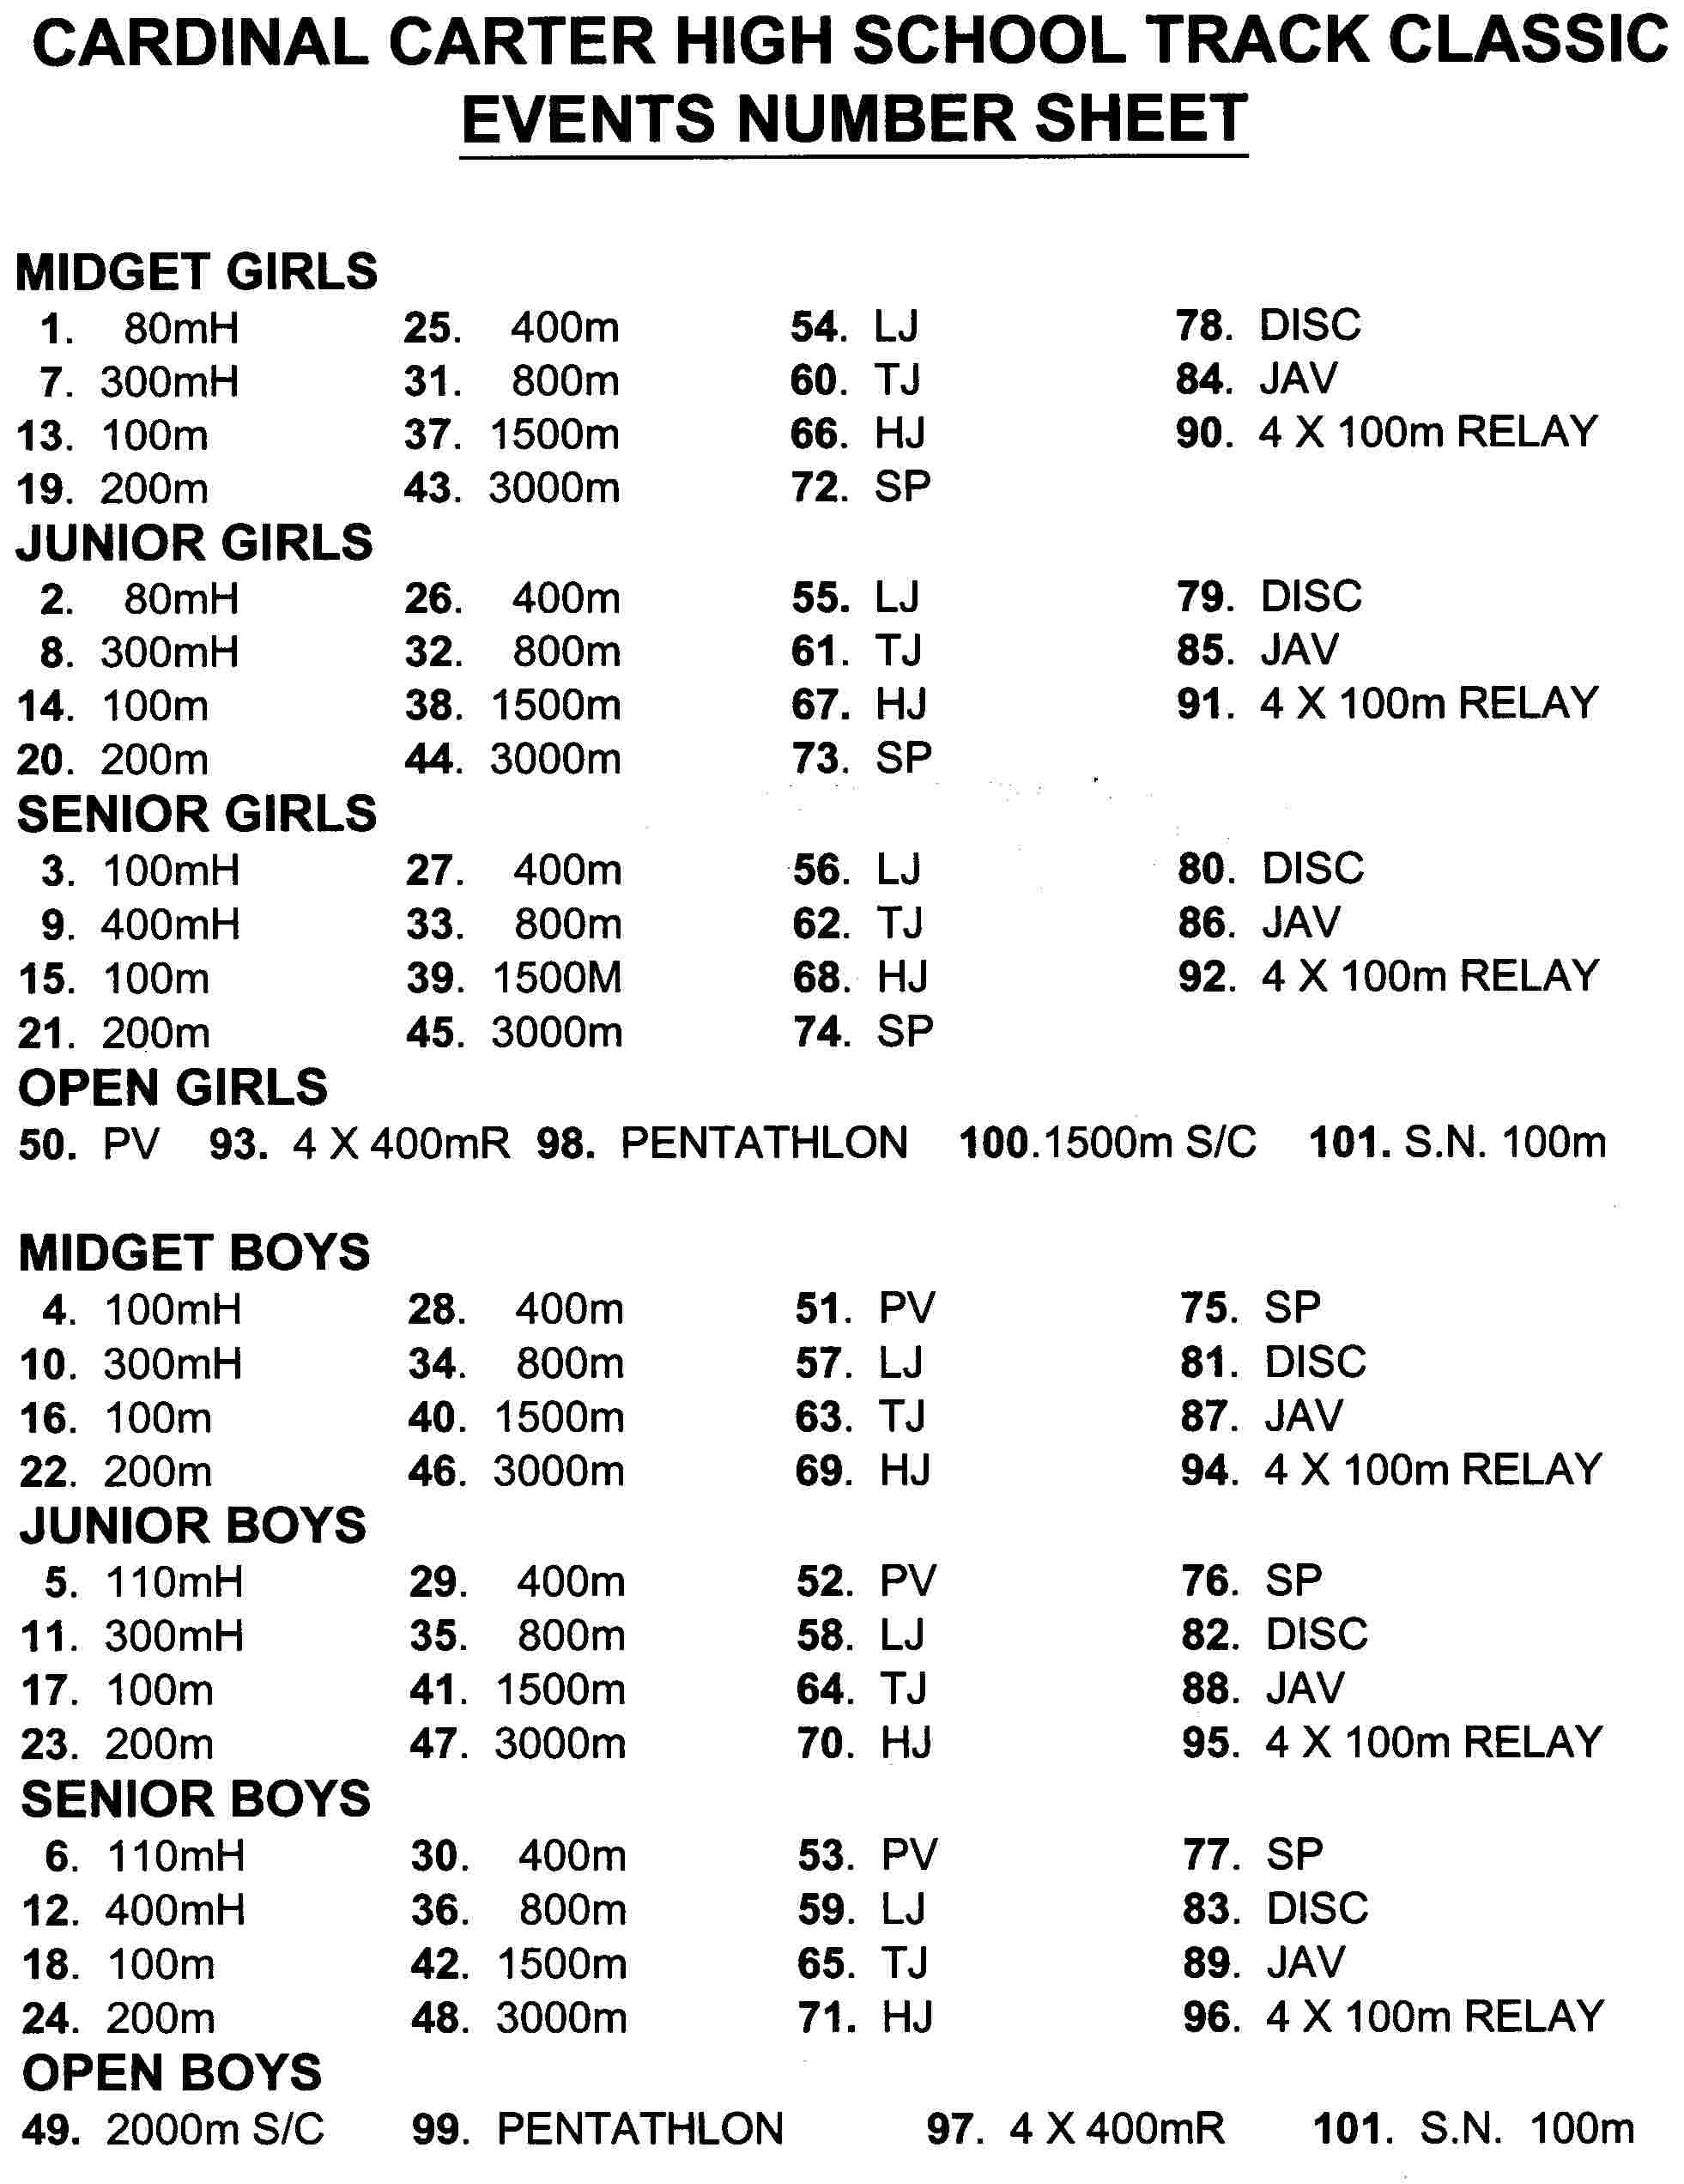 CARDINAL CARTER HIGH SCHOOL TRACK CLASSIC
EVENTS NUMBER SHEET
MIDGET GIRLS
1. 80mH 25. 400m 54. LJ 78. DISC
7. 300mH 31. 800m 60. TJ 84. JAV
13. 100m 37. 1500m 66. HJ 90. 4 X 100m RELAY
19. 200m 43. 3000m 72. SP
JUNIOR GIRLS
2. 80mH 26. 400m 55. LJ 79. DISC
8. 300mH 32. 800m 61. TJ 85. JAV
14. 100m 38. 1500m 67. HJ 91. 4 X 100m RELAY
20. 200m 44. 3000m 73. SP
SENIOR GIRLS
3. 100mH 27. 400m 56. LJ 80. DISC
9. 400mH 33. 800m 62. TJ 86. JAV
15. 100m 39. 1500M 68. HJ 92. 4 X 100m RELAY
21. 200m 45. 3000m 74. SP
OPEN GIRLS
50. PV 93. 4 X 400mR 98. PENTATHLON 100.1500m S/C 101. S.N. 100m
MIDGET BOYS
4. 100mH 28. 400m 51. PV 75. SP
10. 300mH 34. 800m 57. LJ 81. DISC
16. 100m 40. 1500m 63. TJ 87. JAV
22. 200m 46. 3000m 69. HJ 94. 4 X 100m RELAY
JUNIOR BOYS
5. 110mH 29. 400m 52. PV 76. SP
11. 300mH 35. 800m 58. LJ 82. DISC
17. 100m 41. 1500m 64. TJ 88. JAV
23. 200m 47. 3000m 70. HJ 95. 4 X 100m RELAY
SENIOR BOYS
6. 110mH 30. 400m 53. PV 77. SP
12. 400mH 36. 800m 59. LJ 83. DISC
18. 100m 42. 1500m 65. TJ 89. JAV
24. 200m 48. 3000m 71. HJ 96. 4 X 100m RELAY
OPEN BOYS
49. 2000m S/C 99. PENTATHLON 97. 4 X 400mR 101. S.N. 100m